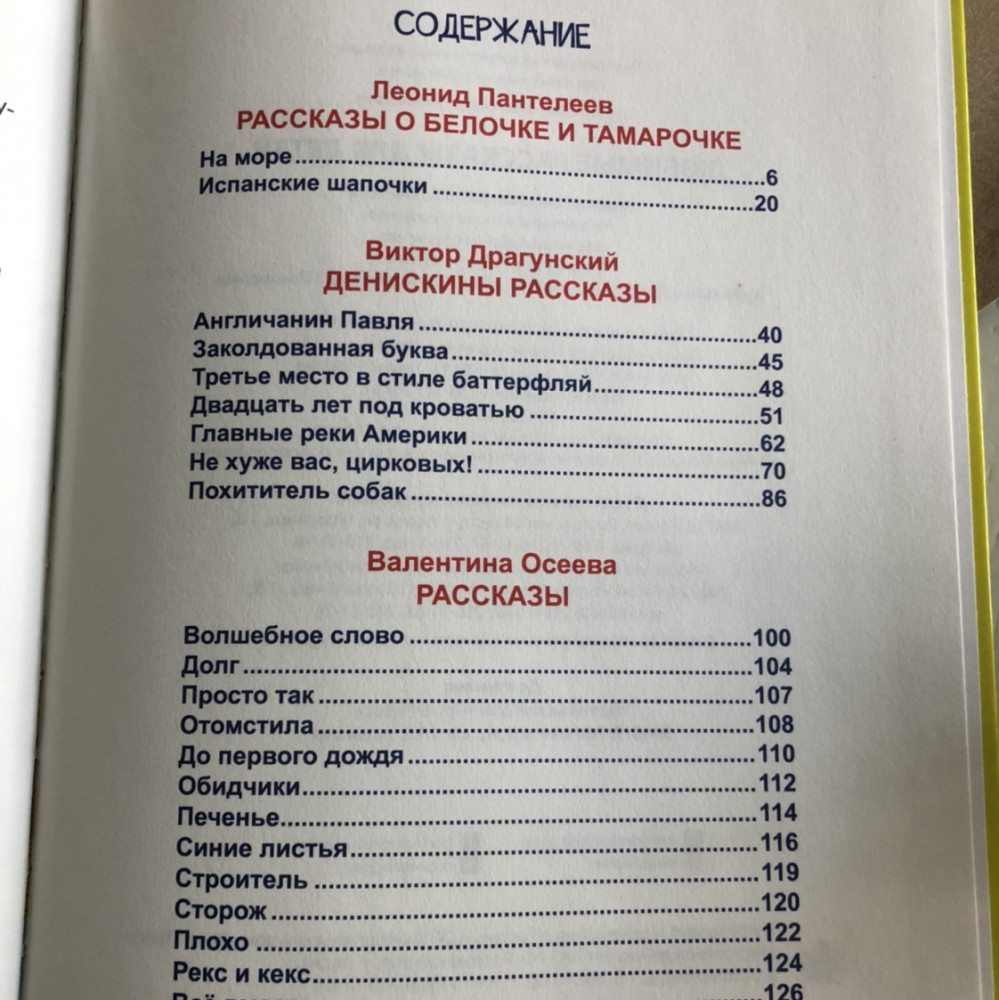 СОДЕРЖАНИЕ
Леонид Пантелеев
РАССКАЗЫ О БЕЛОЧКЕ И ТАМАРОЧКЕ
На море...6
Испанские шапочки...20
Виктор Драгунский
ДЕНИСКИНЫ РАССКАЗЫ
Англичанин Павля...40
Заколдованная буква...45
Третье место в стиле баттерфляй...48
Двадцать лет под кроватью...51
Главные реки Америки...62
Не хуже вас, цирковых!...70
Похититель собак...86
Валентина Осеева
РАССКАЗЫ
Волшебное слово...100
Долг...104
Просто так...107
Отомстила...108
До первого дождя...110
Обидчики...112
Печенье...114
Синие листья...116
Строитель...119
Сторож...120
Плохо...122
Рекс и кекс...124
126